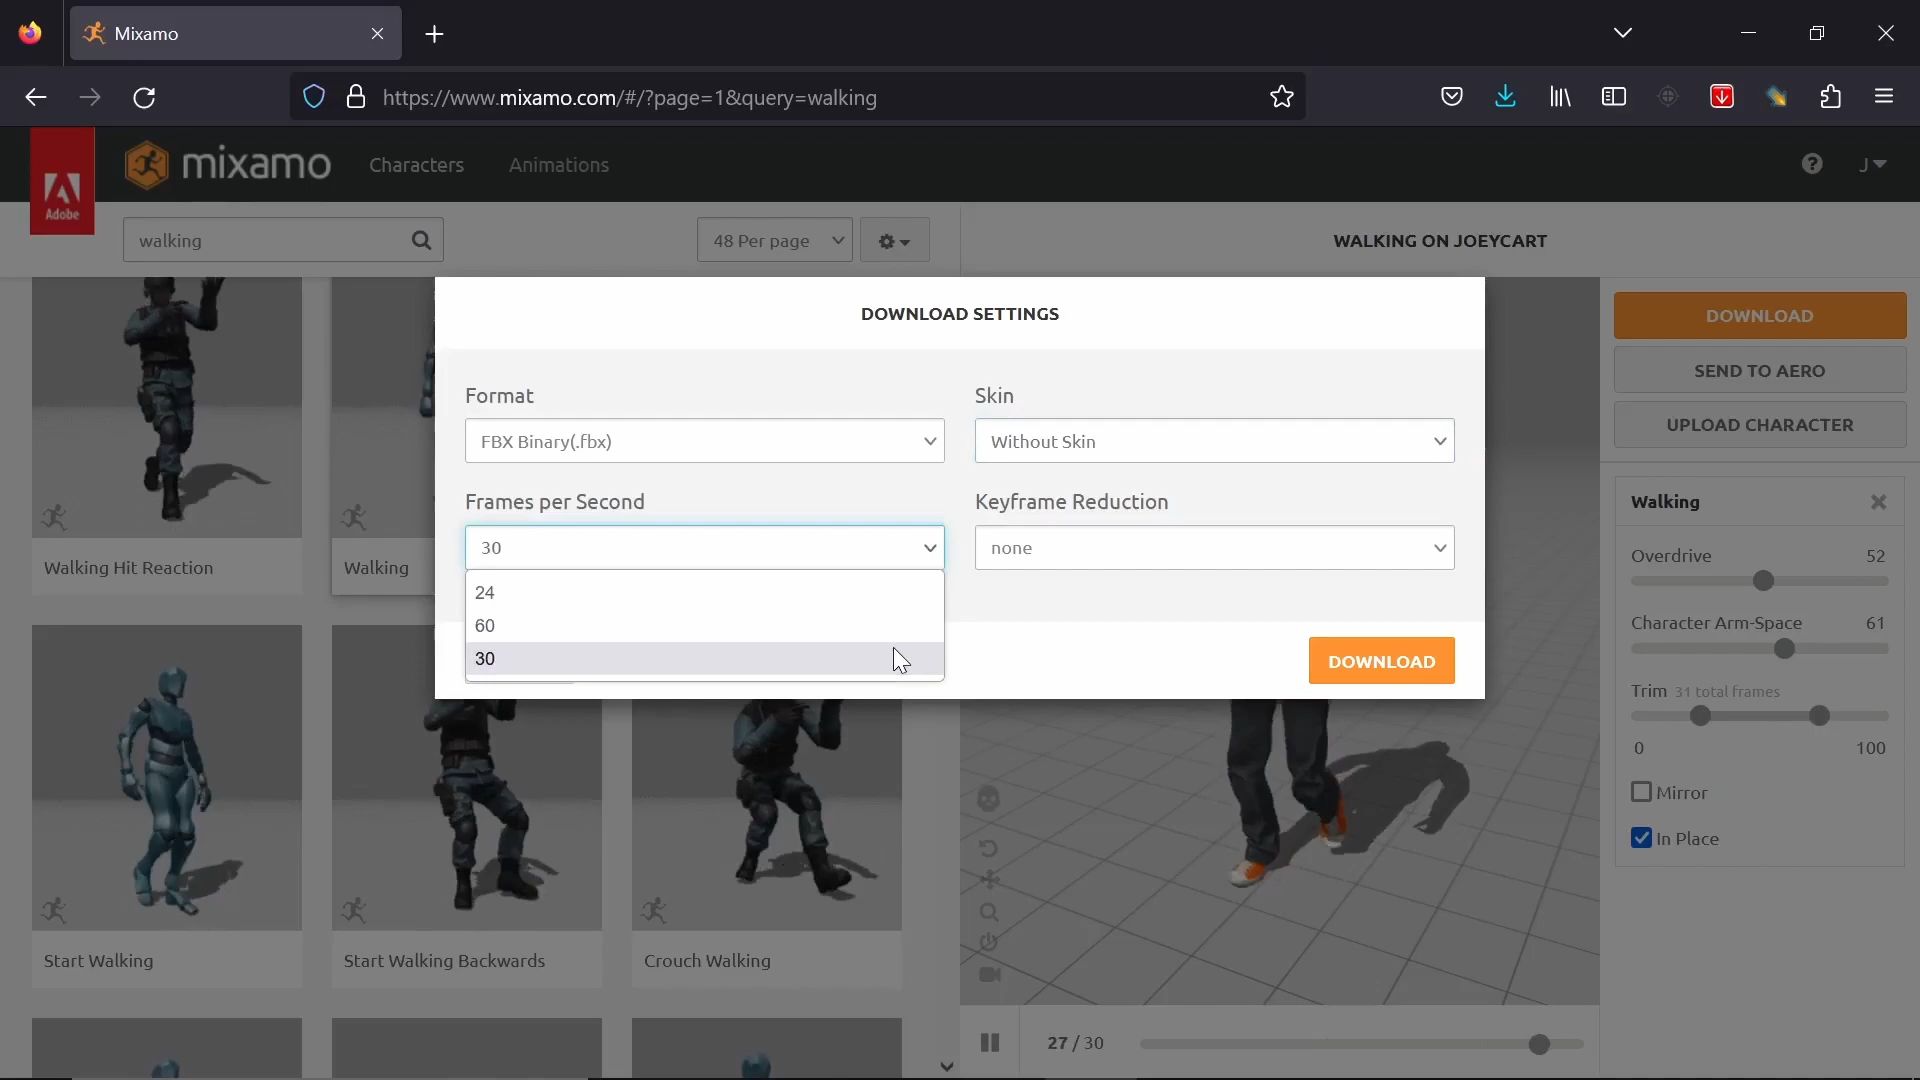 Mixamo
https://www.mixamo.com/#/?page=1&query=walking
Adobe
mixamo
Characters
Animations
J
walking
48 Per page
WALKING ON JOEYCART
DOWNLOAD SETTINGS
Format
Skin
FBX Binary(.fbx)
Without Skin
Frames per Second
Keyframe Reduction
30
none
24
60
30
DOWNLOAD
DOWNLOAD
SEND TO AERO
UPLOAD CHARACTER
Walking
Overdrive 52
Character Arm-Space 61
Trim 31 total frames
0 100
Mirror
In Place
Walking Hit Reaction
Walking
Start Walking
Start Walking Backwards
Crouch Walking
27 / 30